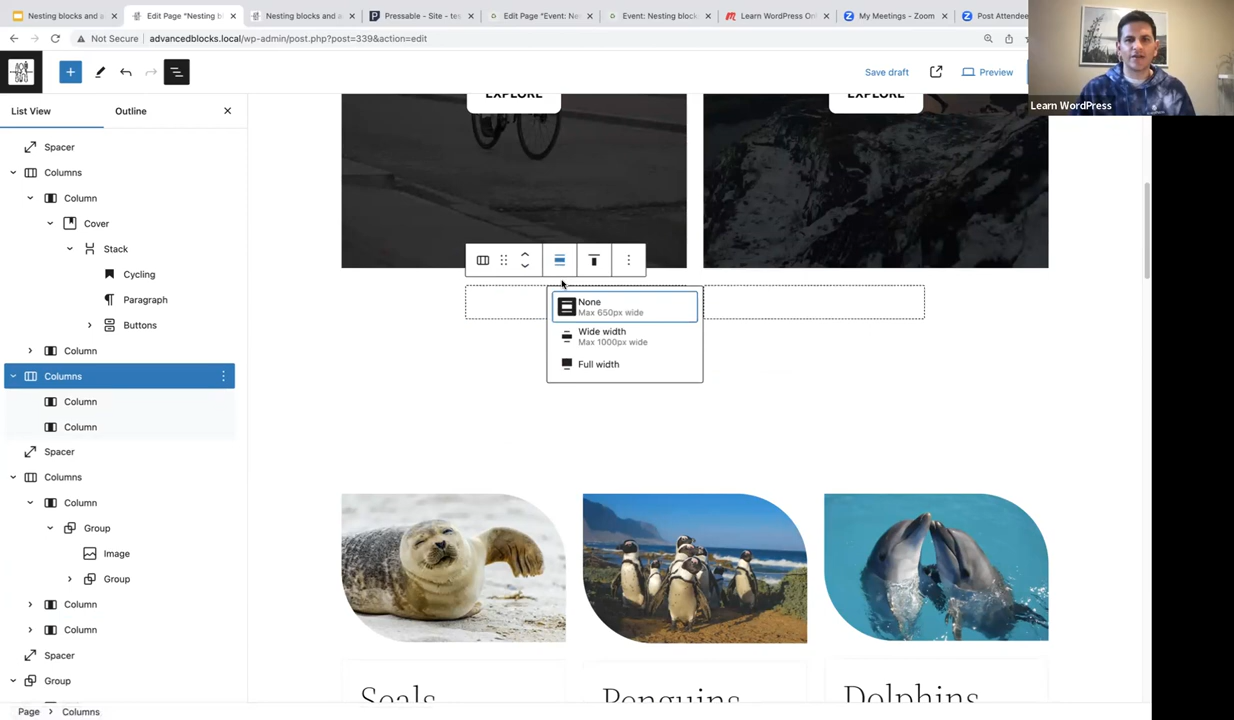 Nesting blocks and a
Edit Page "Nesting b
Nesting blocks and a
Pressable - Site - te
Edit Page "Event: Ne
Event: Nesting block
Learn WordPress On
My Meetings - Zoom
Post Attendee
Not Secure advancedblocks.local/wp-admin/post.php?post=339&action=edit
Save draft
Preview
Learn WordPress
List View
Outline
Spacer
Columns
Column
Cover
Stack
Cycling
Paragraph
Buttons
Column
Columns
Column
Column
Spacer
Columns
Column
Group
Image
Group
Column
Column
Spacer
Group
EXPLORE
EXPLORE
None
Max 650px wide
Wide width
Max 1000px wide
Full width
Seals
Penguins
Dolphins
Page > Columns